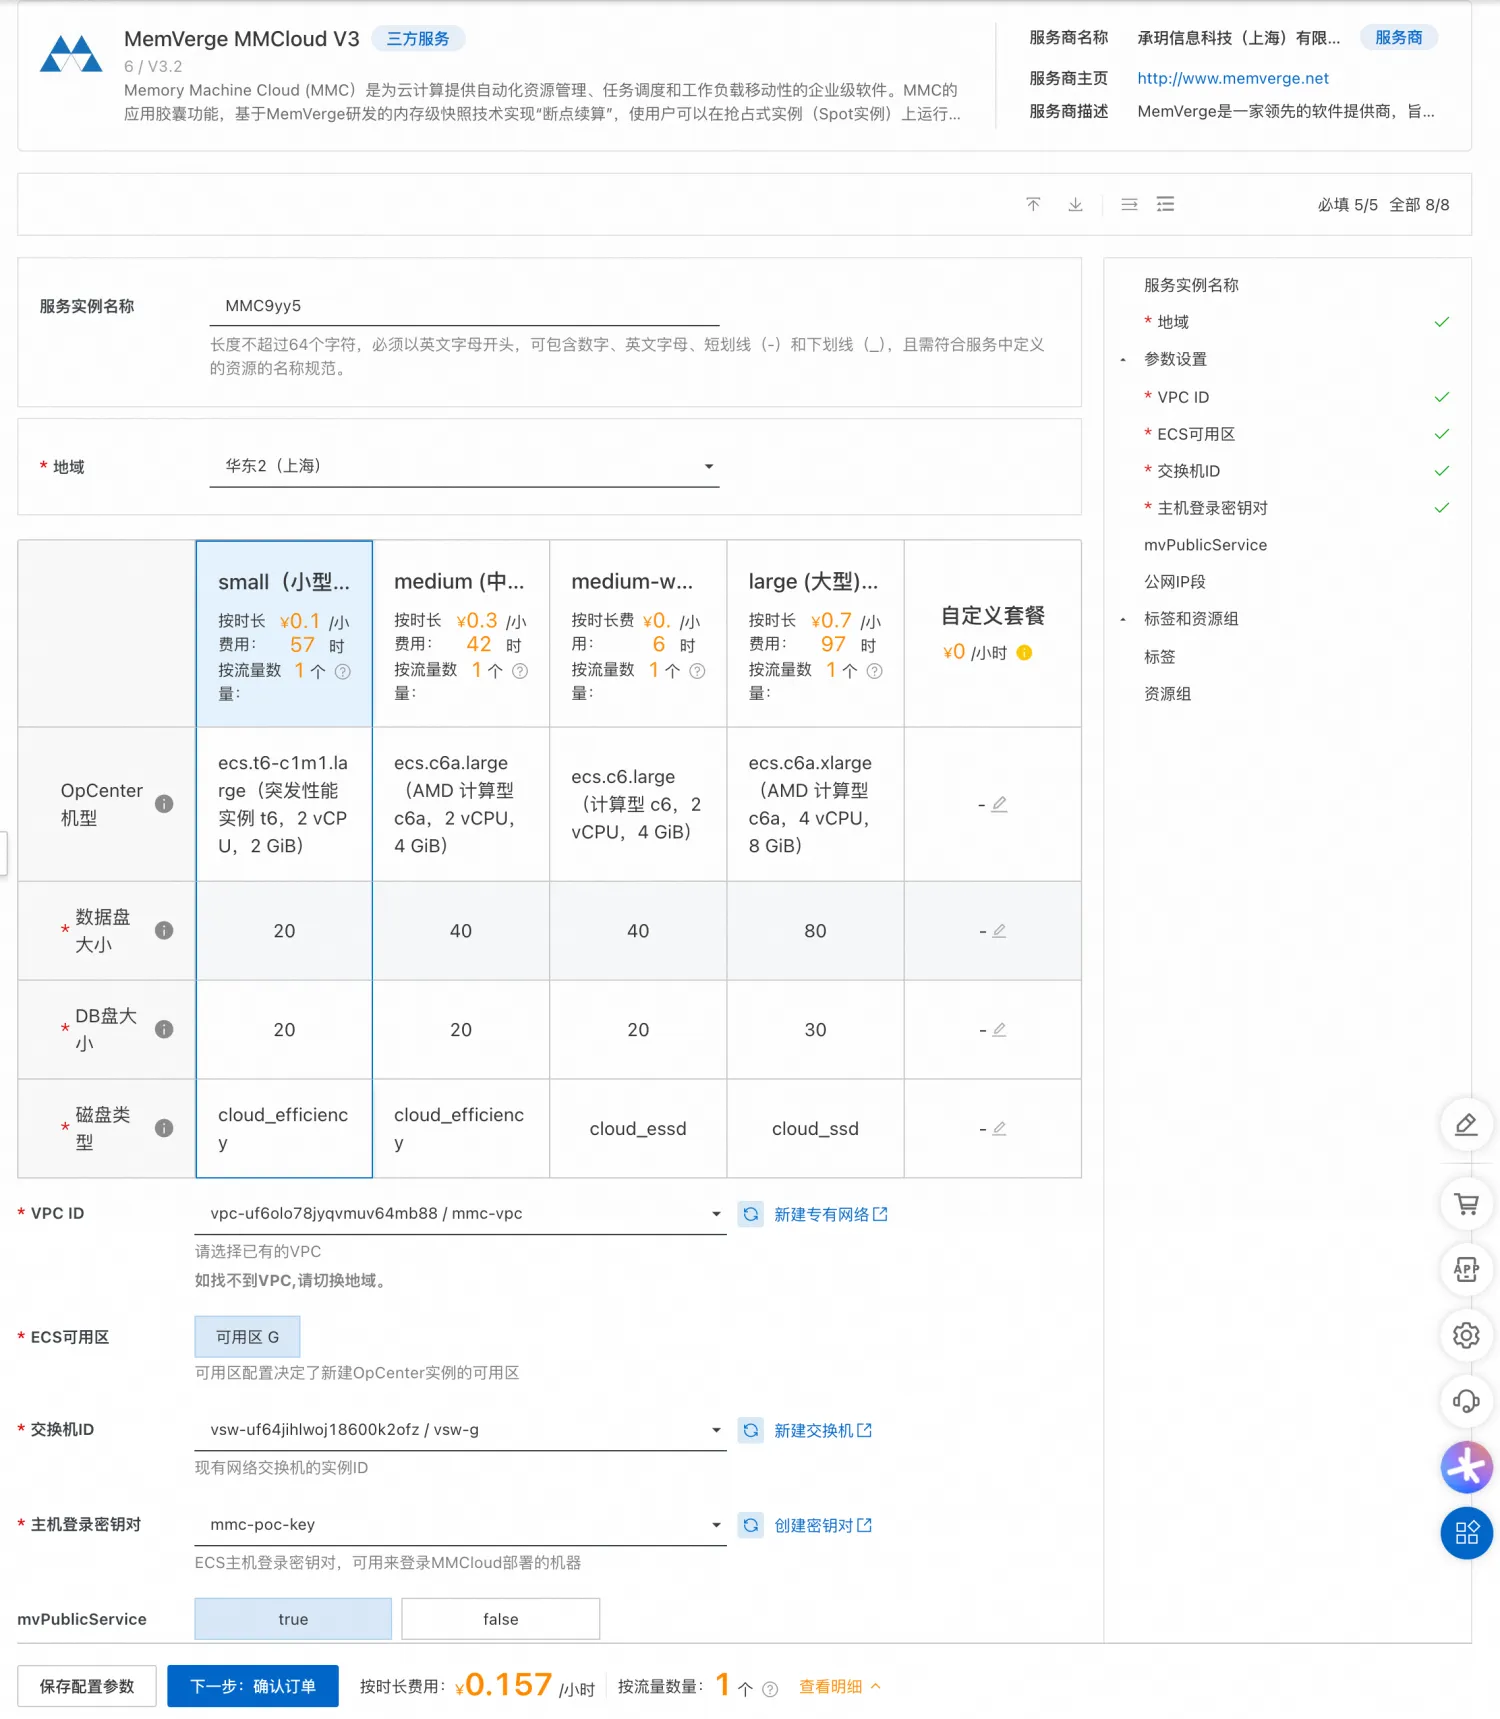 MemVerge MMCloud V3 三方服务
6 / V3.2
Memory Machine Cloud (MMC）是为云计算提供自动化资源管理、任务调度和工作负载移动性的企业级软件。MMC的
应用胶囊功能，基于MemVerge研发的内存级快照技术实现“断点续算”，使用户可以在抢占式实例（Spot实例）上运行...
服务商名称 承玥信息科技（上海）有限... 服务商
服务商主页 http://www.memverge.net
服务商描述 MemVerge是一家领先的软件提供商，旨...
必填 5/5 全部 8/8
服务实例名称 MMC9yy5
长度不超过64个字符，必须以英文字母开头，可包含数字、英文字母、短划线（-）和下划线（_），且需符合服务中定义
的资源的名称规范。
* 地域 华东2（上海）
small（小型...
按时长费用： ¥0.157 /小时
按流量数量： 1 个
medium (中...
按时长费用： ¥0.342 /小时
按流量数量： 1 个
medium-w...
按时长费用： ¥0.6 /小时
按流量数量： 1 个
large (大型)...
按时长费用： ¥0.797 /小时
按流量数量： 1 个
自定义套餐
¥0 /小时
OpCenter
机型
ecs.t6-c1m1.la
rge（突发性能
实例 t6，2 vCP
U，2 GiB）
ecs.c6a.large
（AMD 计算型
c6a，2 vCPU，
4 GiB）
ecs.c6.large
（计算型 c6，2
vCPU，4 GiB）
ecs.c6a.xlarge
（AMD 计算型
c6a，4 vCPU，
8 GiB）
-
* 数据盘
大小
20 40 40 80 -
* DB盘大
小
20 20 20 30 -
* 磁盘类
型
cloud_efficienc
y
cloud_efficienc
y
cloud_essd
cloud_ssd
-
* VPC ID vpc-uf6olo78jyqvmuv64mb88 / mmc-vpc 新建专有网络
请选择已有的VPC
如找不到VPC,请切换地域。
* ECS可用区 可用区 G
可用区配置决定了新建OpCenter实例的可用区
* 交换机ID vsw-uf64jihlwoj18600k2ofz / vsw-g 新建交换机
现有网络交换机的实例ID
* 主机登录密钥对 mmc-poc-key 创建密钥对
ECS主机登录密钥对，可用来登录MMCloud部署的机器
mvPublicService true false
服务实例名称
* 地域
参数设置
* VPC ID
* ECS可用区
* 交换机ID
* 主机登录密钥对
mvPublicService
公网IP段
标签和资源组
标签
资源组
APP
保存配置参数 下一步：确认订单 按时长费用：¥0.157 /小时 按流量数量：1 个 查看明细